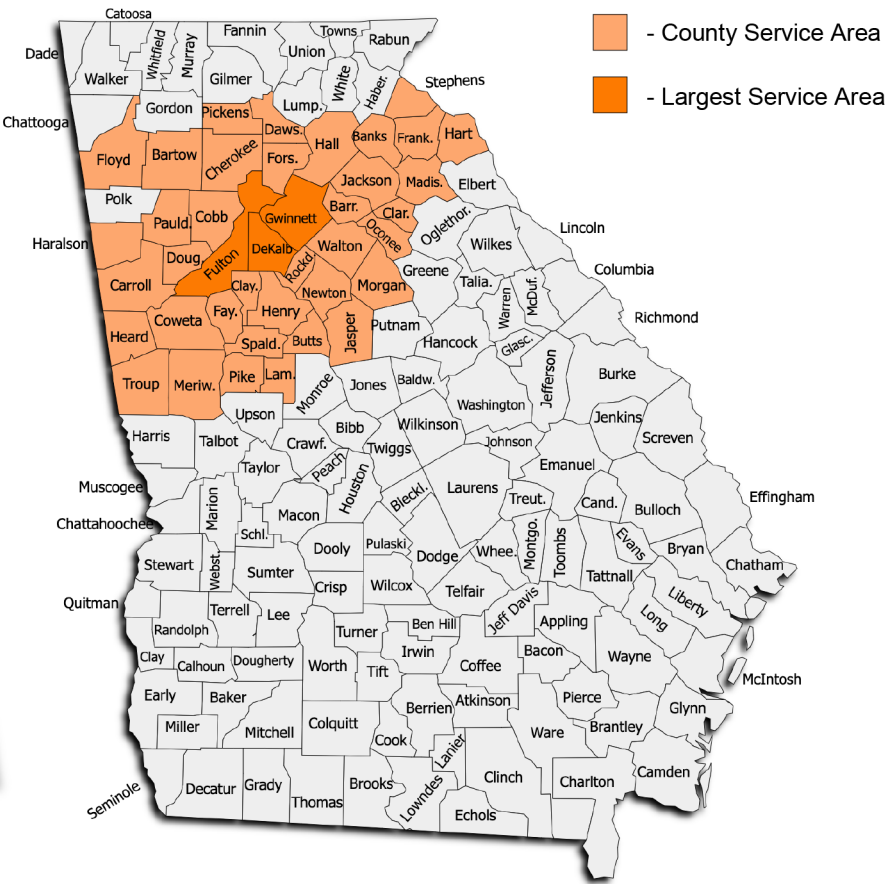 Catoosa
- County Service Area
- Largest Service Area
Dade
Walker
Whitfield
Murray
Fannin
Gilmer
Union
Towns
Rabun
White
Haber.
Lump.
Stephens
Chattooga
Gordon
Pickens
Daws.
Hall
Banks
Frank.
Hart
Floyd
Bartow
Cherokee
Fors.
Jackson
Madis.
Elbert
Polk
Pauld.
Cobb
Gwinnett
Barr.
Clar.
Oconee
Oglethor.
Wilkes
Lincoln
Haralson
Doug.
Fulton
DeKalb
Rockd.
Walton
Greene
Talia.
Warren
McDuf.
Columbia
Carroll
Clay.
Newton
Morgan
Richmond
Heard
Coweta
Fay.
Henry
Spald.
Butts
Jasper
Putnam
Hancock
Glasc.
Jefferson
Burke
Troup
Meriw.
Pike
Lam.
Monroe
Jones
Baldw.
Washington
Jenkins
Screven
Upson
Bibb
Wilkinson
Johnson
Harris
Talbot
Crawf.
Twiggs
Emanuel
Taylor
Peach
Houston
Bleckl.
Laurens
Treut.
Cand.
Bulloch
Effingham
Muscogee
Marion
Macon
Chattahoochee
Schl.
Dooly
Pulaski
Dodge
Whee.
Montgo.
Toombs
Evans
Bryan
Chatham
Stewart
Webst.
Sumter
Crisp
Wilcox
Telfair
Jeff Davis
Tattnall
Liberty
Long
Quitman
Terrell
Lee
Randolph
Turner
Ben Hill
Irwin
Appling
Clay
Calhoun
Dougherty
Worth
Tift
Coffee
Bacon
Wayne
McIntosh
Early
Baker
Berrien
Atkinson
Pierce
Glynn
Miller
Mitchell
Colquitt
Cook
Lanier
Ware
Brantley
Seminole
Decatur
Grady
Thomas
Brooks
Lowndes
Clinch
Echols
Charlton
Camden